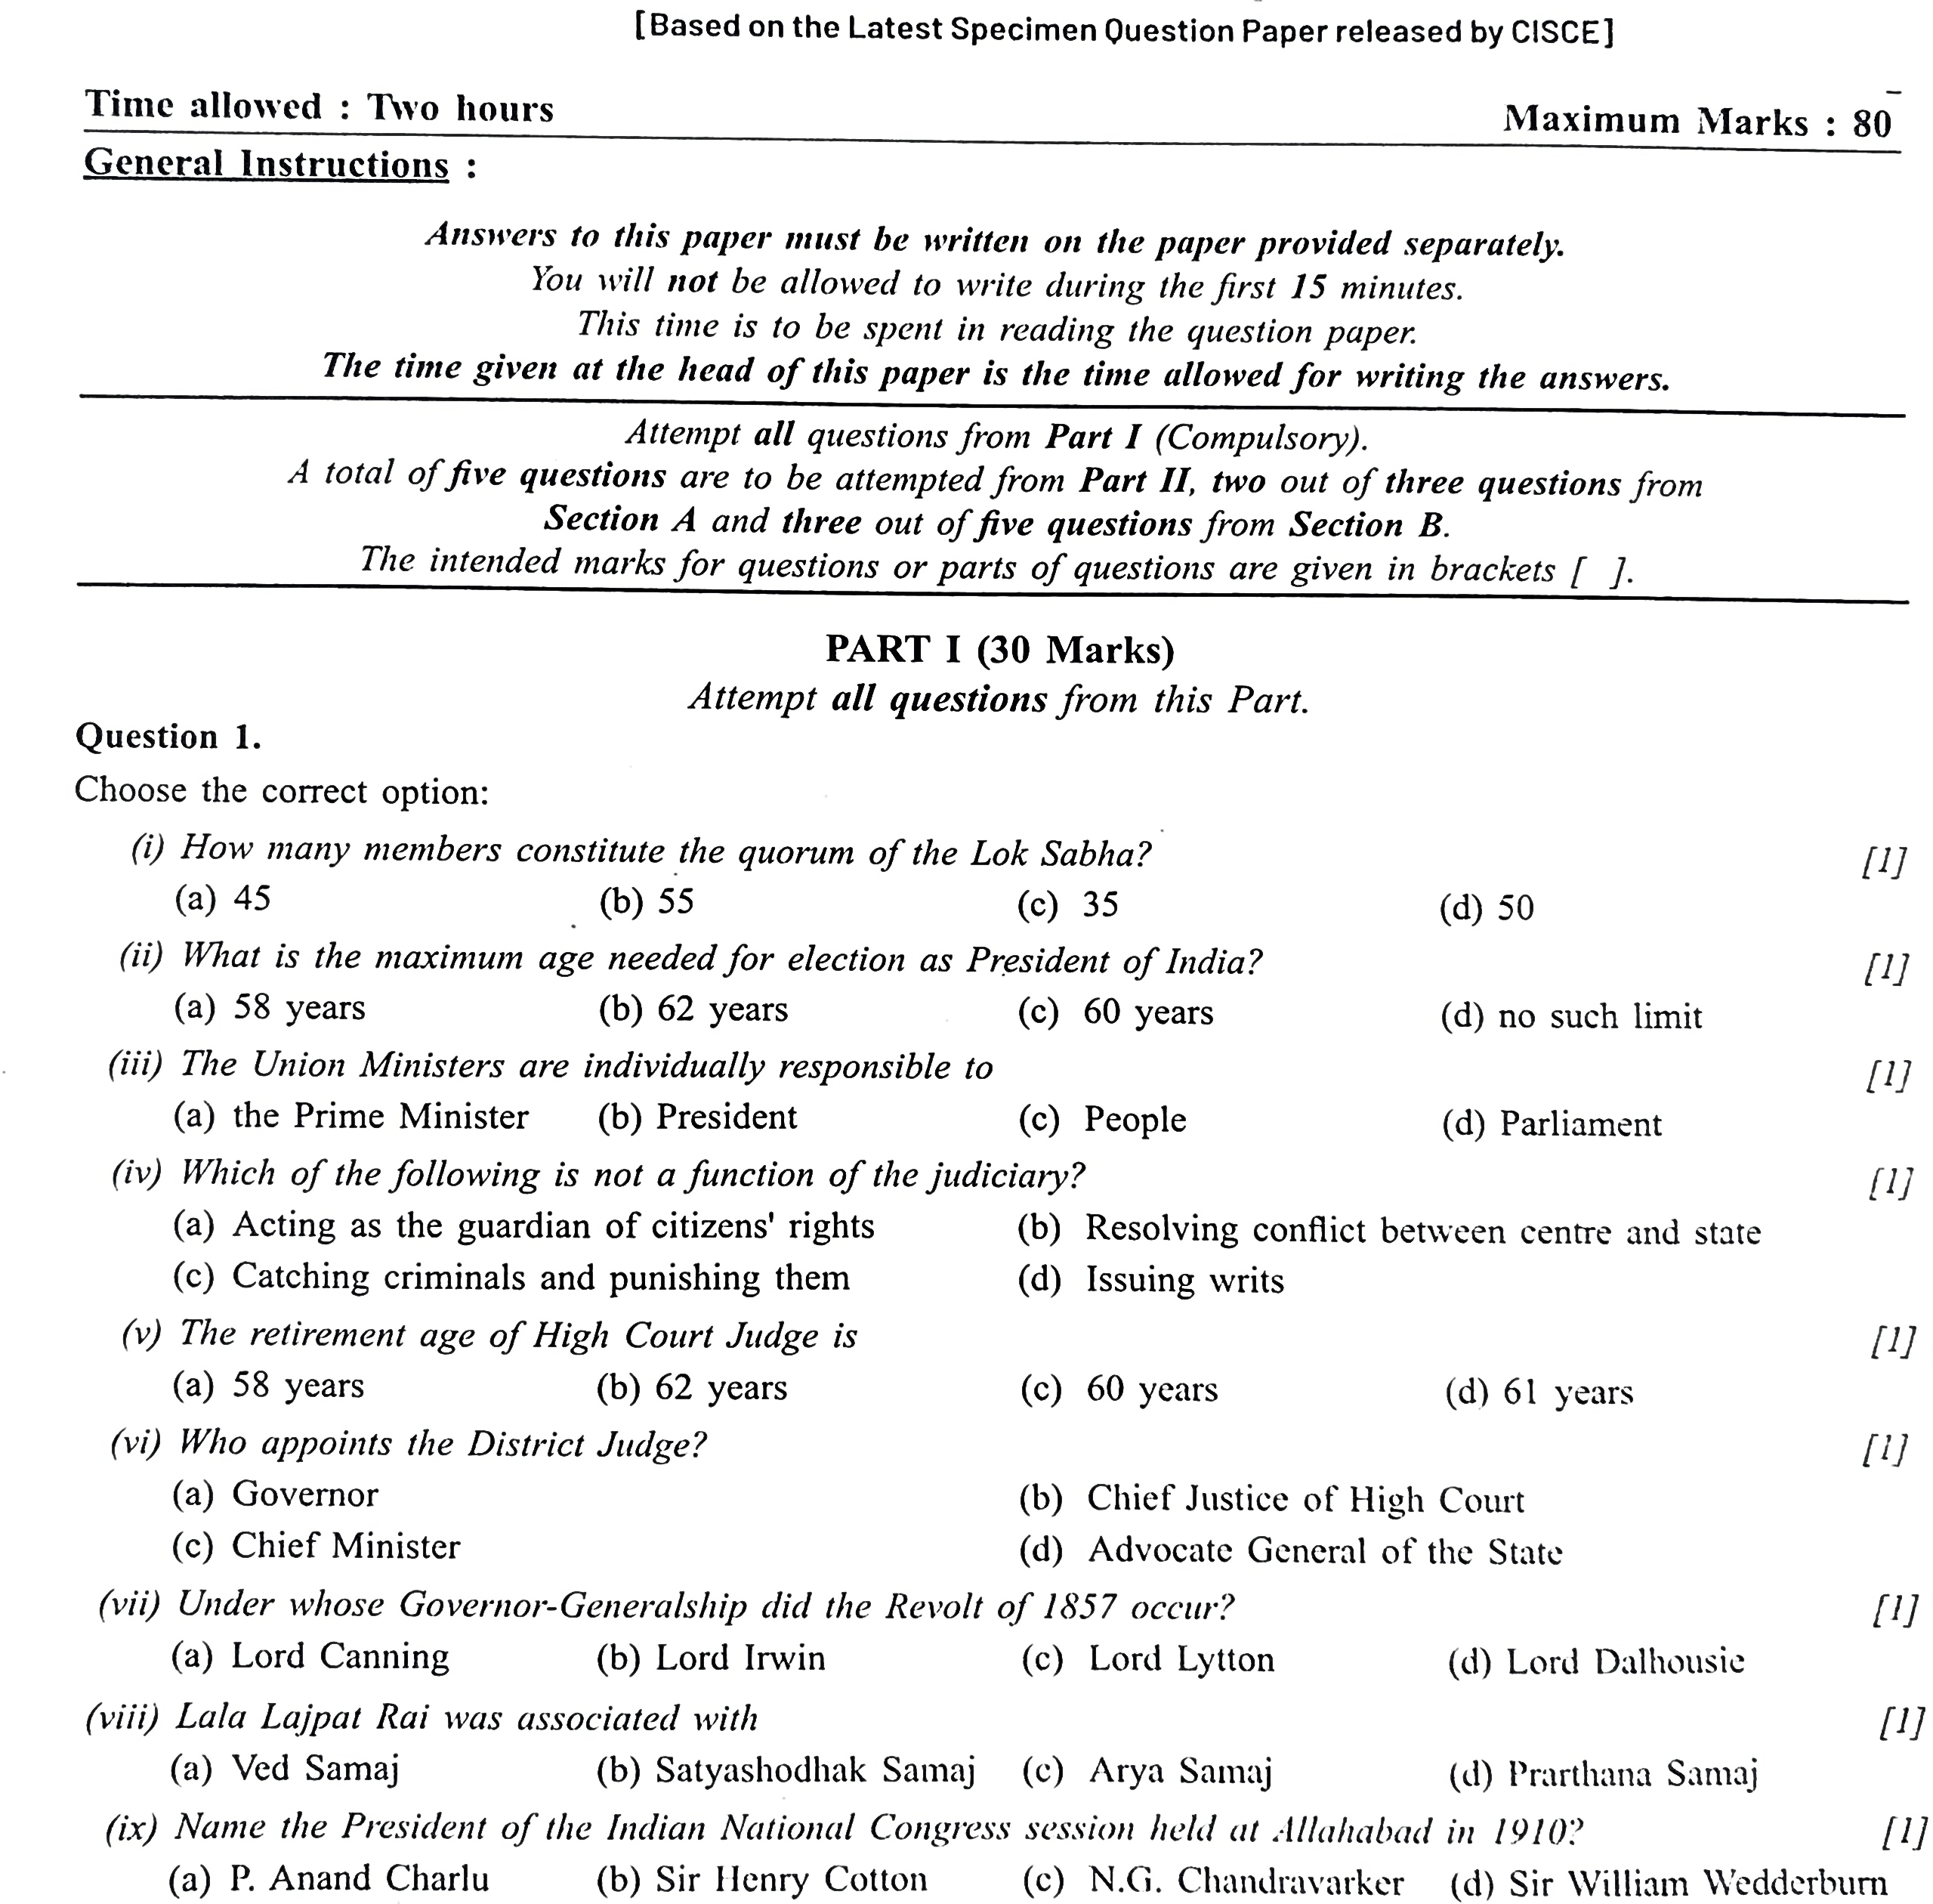 [Based on the Latest Specimen Question Paper released by CISCE]
Time allowed : Two hours Maximum Marks : 80
General Instructions :
Answers to this paper must be written on the paper provided separately.
You will not be allowed to write during the first 15 minutes.
This time is to be spent in reading the question paper.
The time given at the head of this paper is the time allowed for writing the answers.
Attempt all questions from Part I (Compulsory).
A total of five questions are to be attempted from Part II, two out of three questions from
Section A and three out of five questions from Section B.
The intended marks for questions or parts of questions are given in brackets [ ].
PART I (30 Marks)
Attempt all questions from this Part.
Question 1.
Choose the correct option:
(i) How many members constitute the quorum of the Lok Sabha? [1]
(a) 45 (b) 55 (c) 35 (d) 50
(ii) What is the maximum age needed for election as President of India? [1]
(a) 58 years (b) 62 years (c) 60 years (d) no such limit
(iii) The Union Ministers are individually responsible to [1]
(a) the Prime Minister (b) President (c) People (d) Parliament
(iv) Which of the following is not a function of the judiciary? [1]
(a) Acting as the guardian of citizens' rights (b) Resolving conflict between centre and state
(c) Catching criminals and punishing them (d) Issuing writs
(v) The retirement age of High Court Judge is [1]
(a) 58 years (b) 62 years (c) 60 years (d) 61 years
(vi) Who appoints the District Judge? [1]
(a) Governor (b) Chief Justice of High Court
(c) Chief Minister (d) Advocate General of the State
(vii) Under whose Governor-Generalship did the Revolt of 1857 occur? [1]
(a) Lord Canning (b) Lord Irwin (c) Lord Lytton (d) Lord Dalhousie
(viii) Lala Lajpat Rai was associated with [1]
(a) Ved Samaj (b) Satyashodhak Samaj (c) Arya Samaj (d) Prarthana Samaj
(ix) Name the President of the Indian National Congress session held at Allahabad in 1910? [1]
(a) P. Anand Charlu (b) Sir Henry Cotton (c) N.G. Chandravarker (d) Sir William Wedderburn